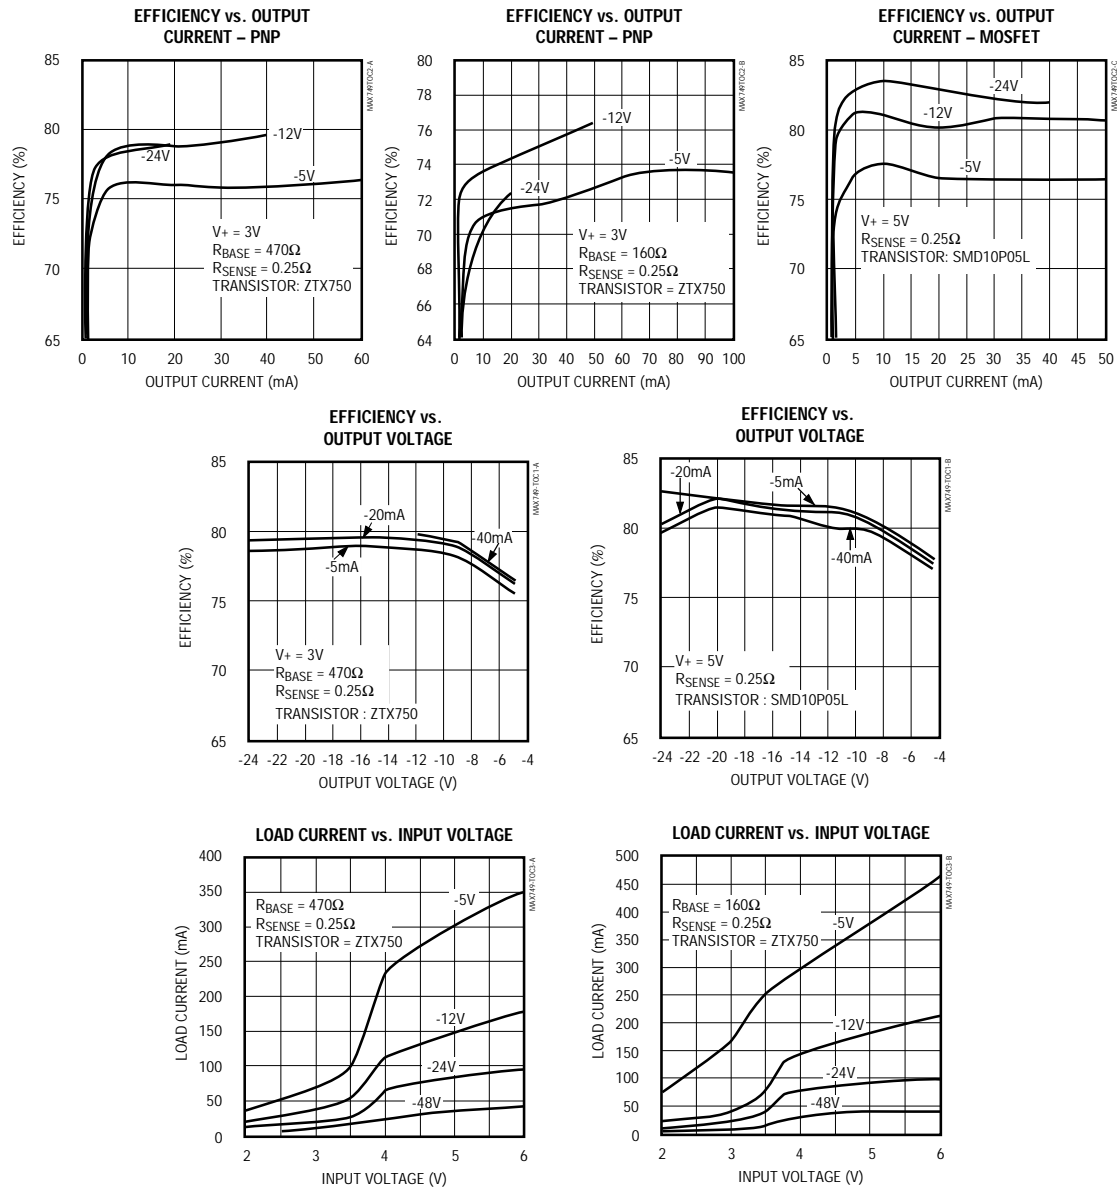 EFFICIENCY vs. OUTPUT
CURRENT – PNP
85
80
75
70
65
0 10 20 30 40 50 60
EFFICIENCY (%)
OUTPUT CURRENT (mA)
-12V
-24V
-5V
V+ = 3V
RBASE = 470Ω
RSENSE = 0.25Ω
TRANSISTOR: ZTX750
MAX749TOC2-A
EFFICIENCY vs. OUTPUT
CURRENT – PNP
80
78
76
74
72
70
68
66
64
0 10 20 30 40 50 60 70 80 90 100
EFFICIENCY (%)
OUTPUT CURRENT (mA)
-12V
-5V
-24V
V+ = 3V
RBASE = 160Ω
RSENSE = 0.25Ω
TRANSISTOR = ZTX750
MAX749TOC2-B
EFFICIENCY vs. OUTPUT
CURRENT – MOSFET
85
80
75
70
65
0 5 10 15 20 25 30 35 40 45 50
EFFICIENCY (%)
OUTPUT CURRENT (mA)
-24V
-12V
-5V
V+ = 5V
RSENSE = 0.25Ω
TRANSISTOR: SMD10P05L
MAX749TOC2-C
EFFICIENCY vs.
OUTPUT VOLTAGE
85
80
75
70
65
-24 -22 -20 -18 -16 -14 -12 -10 -8 -6 -4
EFFICIENCY (%)
OUTPUT VOLTAGE (V)
-20mA
-40mA
-5mA
V+ = 3V
RBASE = 470Ω
RSENSE = 0.25Ω
TRANSISTOR : ZTX750
MAX749-TOC1-A
EFFICIENCY vs.
OUTPUT VOLTAGE
85
80
75
70
65
-24 -22 -20 -18 -16 -14 -12 -10 -8 -6 -4
EFFICIENCY (%)
OUTPUT VOLTAGE (V)
-20mA
-5mA
-40mA
V+ = 5V
RSENSE = 0.25Ω
TRANSISTOR : SMD10P05L
MAX749-TOC1-B
LOAD CURRENT vs. INPUT VOLTAGE
400
350
300
250
200
150
100
50
0
2 3 4 5 6
LOAD CURRENT (mA)
INPUT VOLTAGE (V)
RBASE = 470Ω
RSENSE = 0.25Ω
TRANSISTOR = ZTX750
-5V
-12V
-24V
-48V
MAX749-TOC3-A
LOAD CURRENT vs. INPUT VOLTAGE
500
450
400
350
300
250
200
150
100
50
0
2 3 4 5 6
LOAD CURRENT (mA)
INPUT VOLTAGE (V)
RBASE = 160Ω
RSENSE = 0.25Ω
TRANSISTOR = ZTX750
-5V
-12V
-24V
-48V
MAX749-TOC3-B